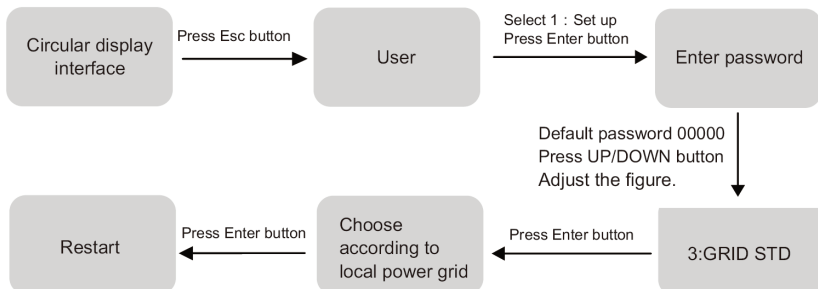 Circular display
interface
Press Esc button
User
Select 1 : Set up
Press Enter button
Enter password
Default password 00000
Press UP/DOWN button
Adjust the figure.
3:GRID STD
Press Enter button
Choose
according to
local power grid
Press Enter button
Restart